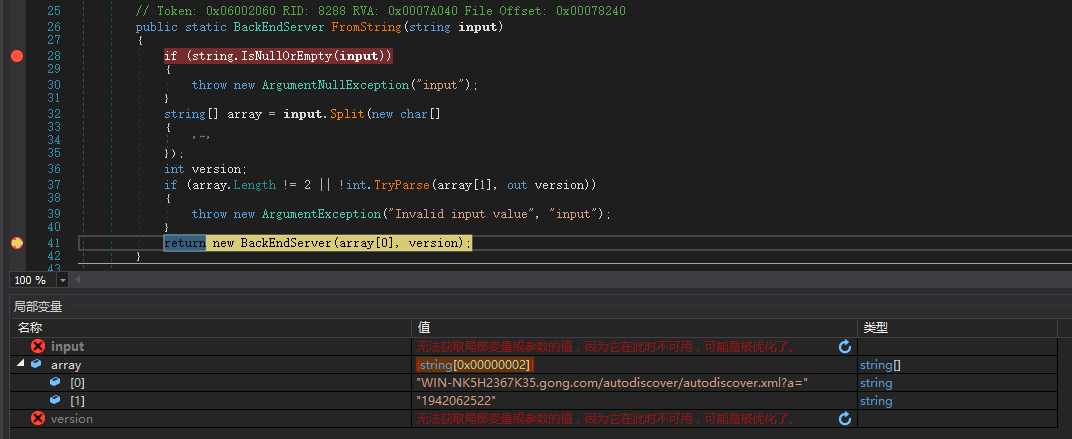 25 // Token: 0x06002060 RID: 8288 RVA: 0x0007A040 File Offset: 0x00078240
26 public static BackEndServer FromString(string input)
27 {
28 if (string.IsNullOrEmpty(input))
29 {
30 throw new ArgumentNullException("input");
31 }
32 string[] array = input.Split(new char[]
33 {
34 '~'
35 });
36 int version;
37 if (array.Length != 2 || !int.TryParse(array[1], out version))
38 {
39 throw new ArgumentException("Invalid input value", "input");
40 }
41 return new BackEndServer(array[0], version);
42 }
43
100 %
局部变量
名称 值 类型
input 无法获取局部变量或参数的值，因为它在此时不可用，可能是被优化了。
array {string[0x00000002]} string[]
[0] "WIN-NK5H2367K35.gong.com/autodiscover/autodiscover.xml?a=" string
[1] "1942062522" string
version 无法获取局部变量或参数的值，因为它在此时不可用，可能是被优化了。